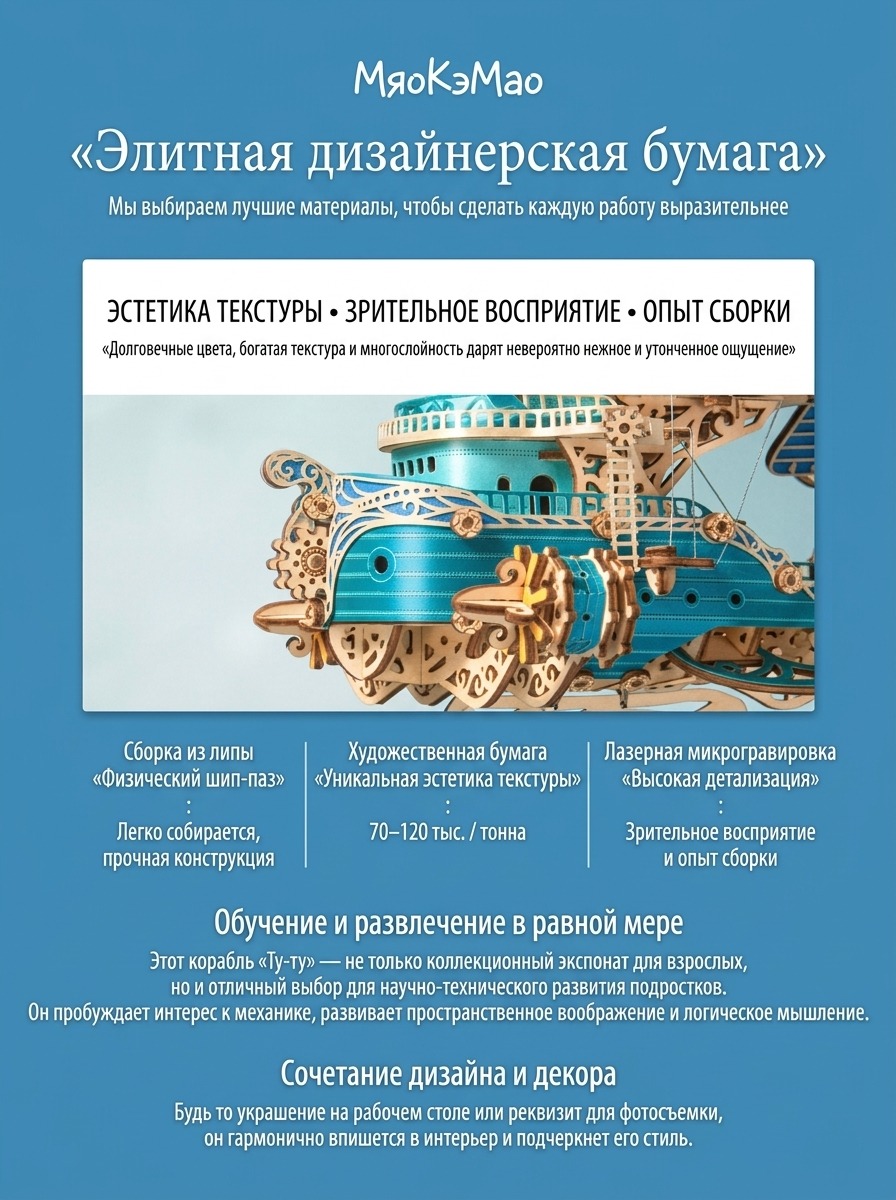 МяоКэМао
«Элитная дизайнерская бумага»
Мы выбираем лучшие материалы, чтобы сделать каждую работу выразительнее
ЭСТЕТИКА ТЕКСТУРЫ • ЗРИТЕЛЬНОЕ ВОСПРИЯТИЕ • ОПЫТ СБОРКИ
«Долговечные цвета, богатая текстура и многослойность дарят невероятно нежное и утонченное ощущение»
Сборка из липы
«Физический шип-паз»
:
Легко собирается,
прочная конструкция
Художественная бумага
«Уникальная эстетика текстуры»
:
70–120 тыс. / тонна
Лазерная микрогравировка
«Высокая детализация»
:
Зрительное восприятие
и опыт сборки
Обучение и развлечение в равной мере
Этот корабль «Ту-ту» — не только коллекционный экспонат для взрослых,
но и отличный выбор для научно-технического развития подростков.
Он пробуждает интерес к механике, развивает пространственное воображение и логическое мышление.
Сочетание дизайна и декора
Будь то украшение на рабочем столе или реквизит для фотосъемки,
он гармонично впишется в интерьер и подчеркнет его стиль.